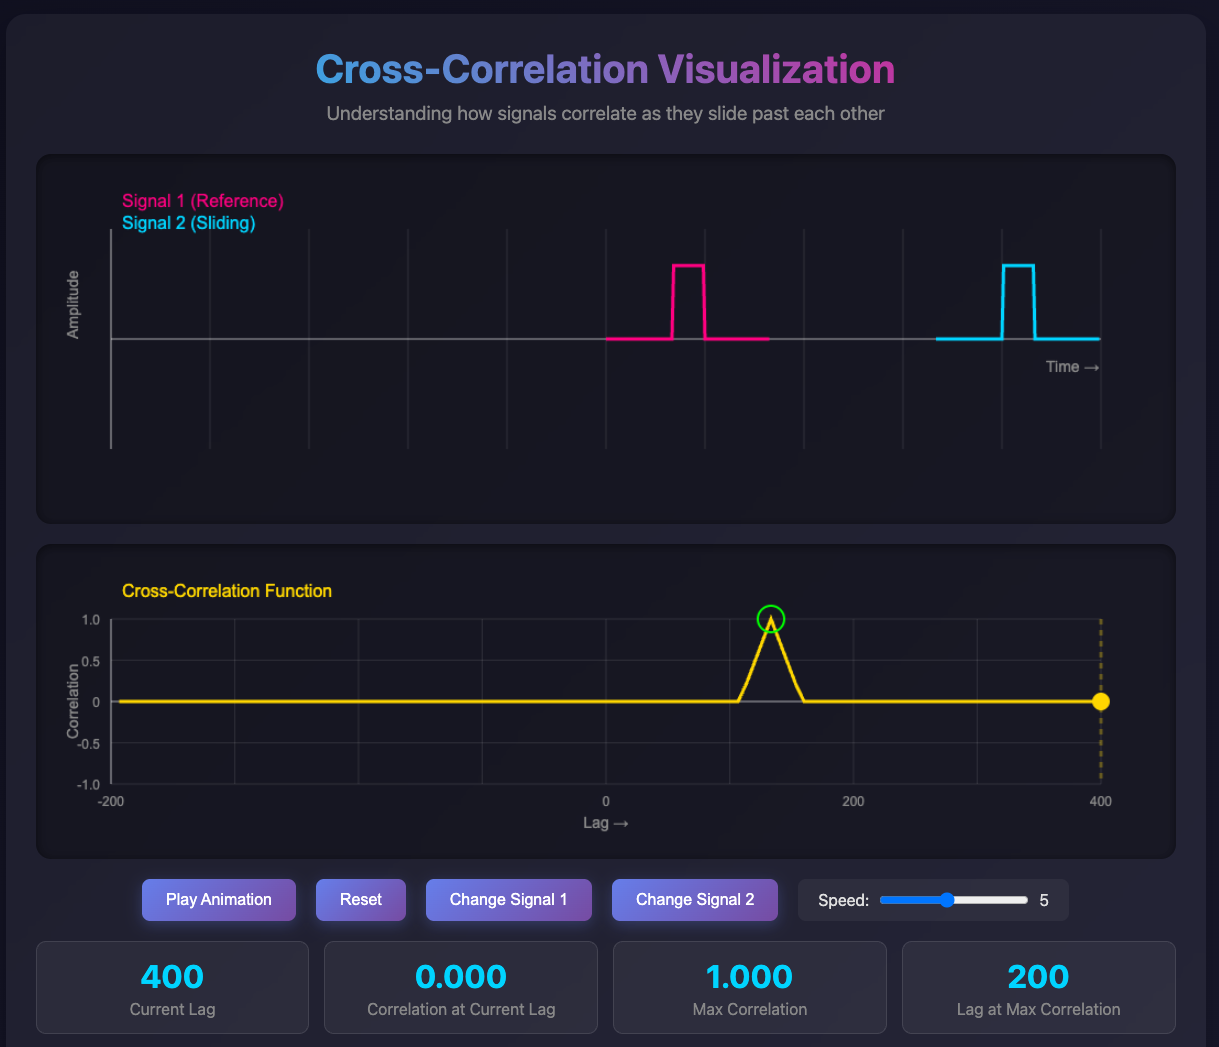 Cross-Correlation Visualization
Understanding how signals correlate as they slide past each other
Signal 1 (Reference)
Signal 2 (Sliding)
Amplitude
Time →
Cross-Correlation Function
1.0
0.5
0
-0.5
-1.0
Correlation
-200
0
200
400
Lag →
Play Animation
Reset
Change Signal 1
Change Signal 2
Speed:
5
400
Current Lag
0.000
Correlation at Current Lag
1.000
Max Correlation
200
Lag at Max Correlation